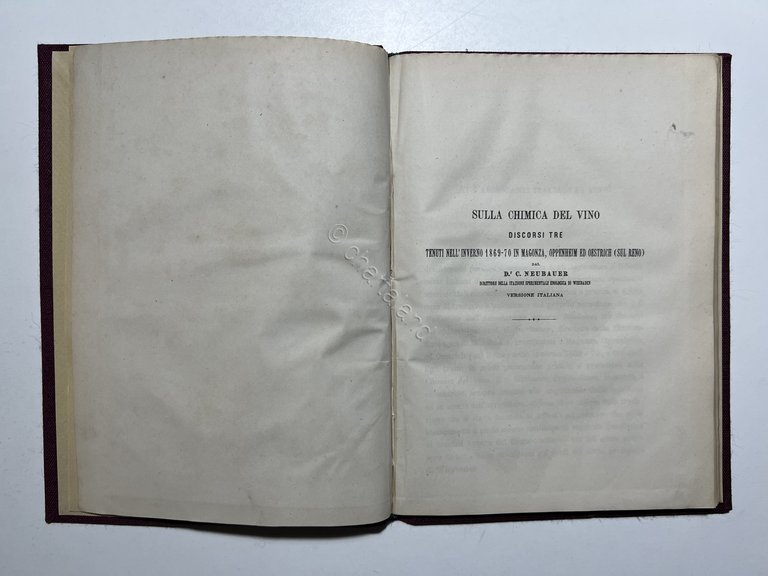 SULLA CHIMICA DEL VINO
DISCORSI TRE
TENUTI NELL'INVERNO 1869-70 IN MAGONZA, OPPENHEIM ED OESTRICH (SUL RENO)
DAL
D.r C. NEUBAUER
DIRETTORE DELLA STAZIONE SPERIMENTALE ENOLOGICA DI WIESBADEN
VERSIONE ITALIANA
© chattaland